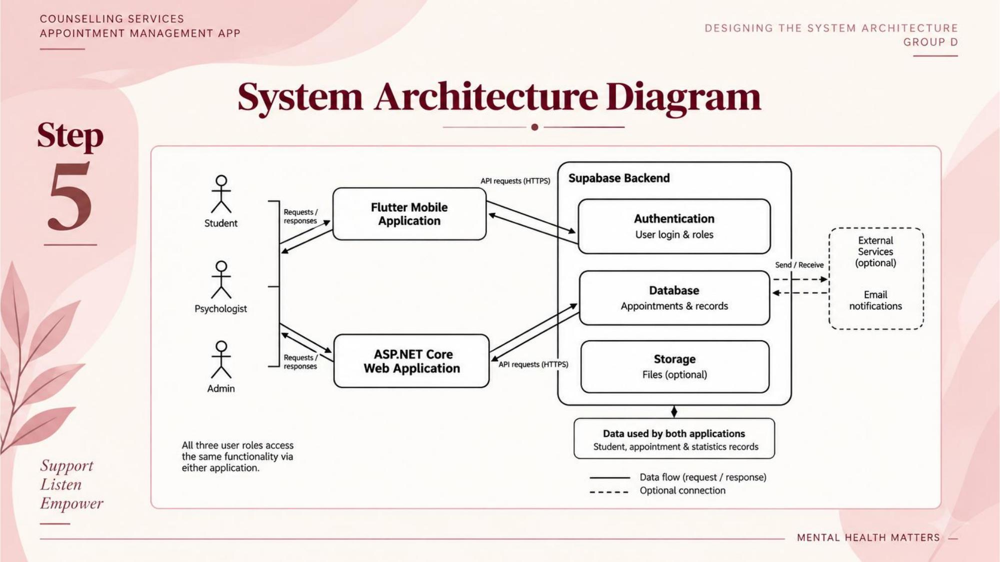 COUNSELLING SERVICES
APPOINTMENT MANAGEMENT APP
DESIGNING THE SYSTEM ARCHITECTURE
GROUP D
System Architecture Diagram
Step
5
Student
Psychologist
Admin
Requests /
responses
Requests /
responses
Flutter Mobile
Application
ASP.NET Core
Web Application
API requests (HTTPS)
API requests (HTTPS)
Supabase Backend
Authentication
User login & roles
Database
Appointments & records
Storage
Files (optional)
Send / Receive
External
Services
(optional)
Email
notifications
Data used by both applications
Student, appointment & statistics records
All three user roles access
the same functionality via
either application.
Data flow (request / response)
Optional connection
Support
Listen
Empower
MENTAL HEALTH MATTERS